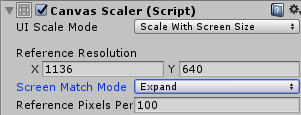 Canvas Scaler (Script)
UI Scale Mode Scale With Screen Size
Reference Resolution
X 1136 Y 640
Screen Match Mode Expand
Reference Pixels Per 100